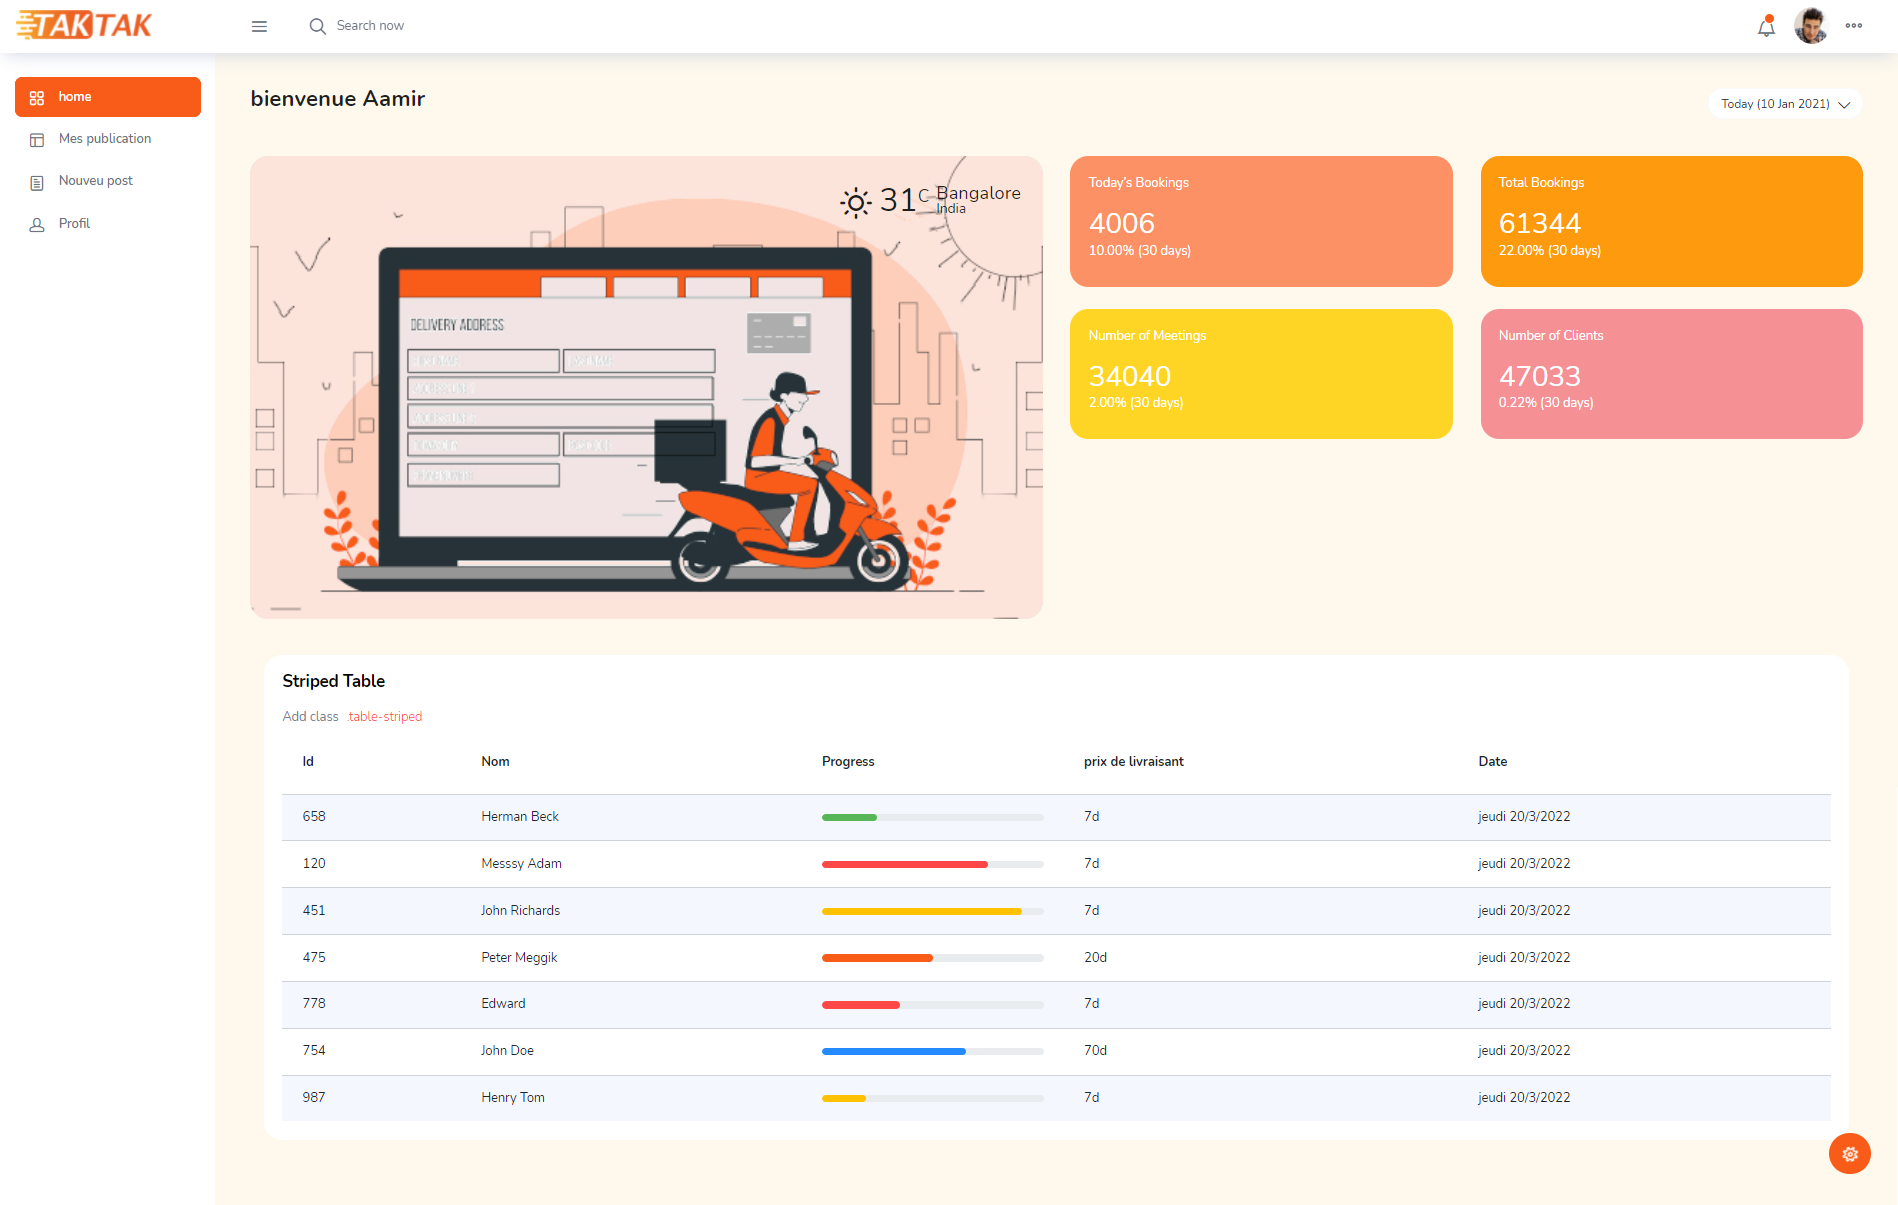 TAKTAK
Search now
home
Mes publication
Nouveu post
Profil
bienvenue Aamir
Today (10 Jan 2021)
31 C Bangalore
India
DELIVERY ADDRESS
Today's Bookings
4006
10.00% (30 days)
Total Bookings
61344
22.00% (30 days)
Number of Meetings
34040
2.00% (30 days)
Number of Clients
47033
0.22% (30 days)
Striped Table
Add class .table-striped
Id Nom Progress prix de livraisant Date
658 Herman Beck 7d jeudi 20/3/2022
120 Messsy Adam 7d jeudi 20/3/2022
451 John Richards 7d jeudi 20/3/2022
475 Peter Meggik 20d jeudi 20/3/2022
778 Edward 7d jeudi 20/3/2022
754 John Doe 70d jeudi 20/3/2022
987 Henry Tom 7d jeudi 20/3/2022